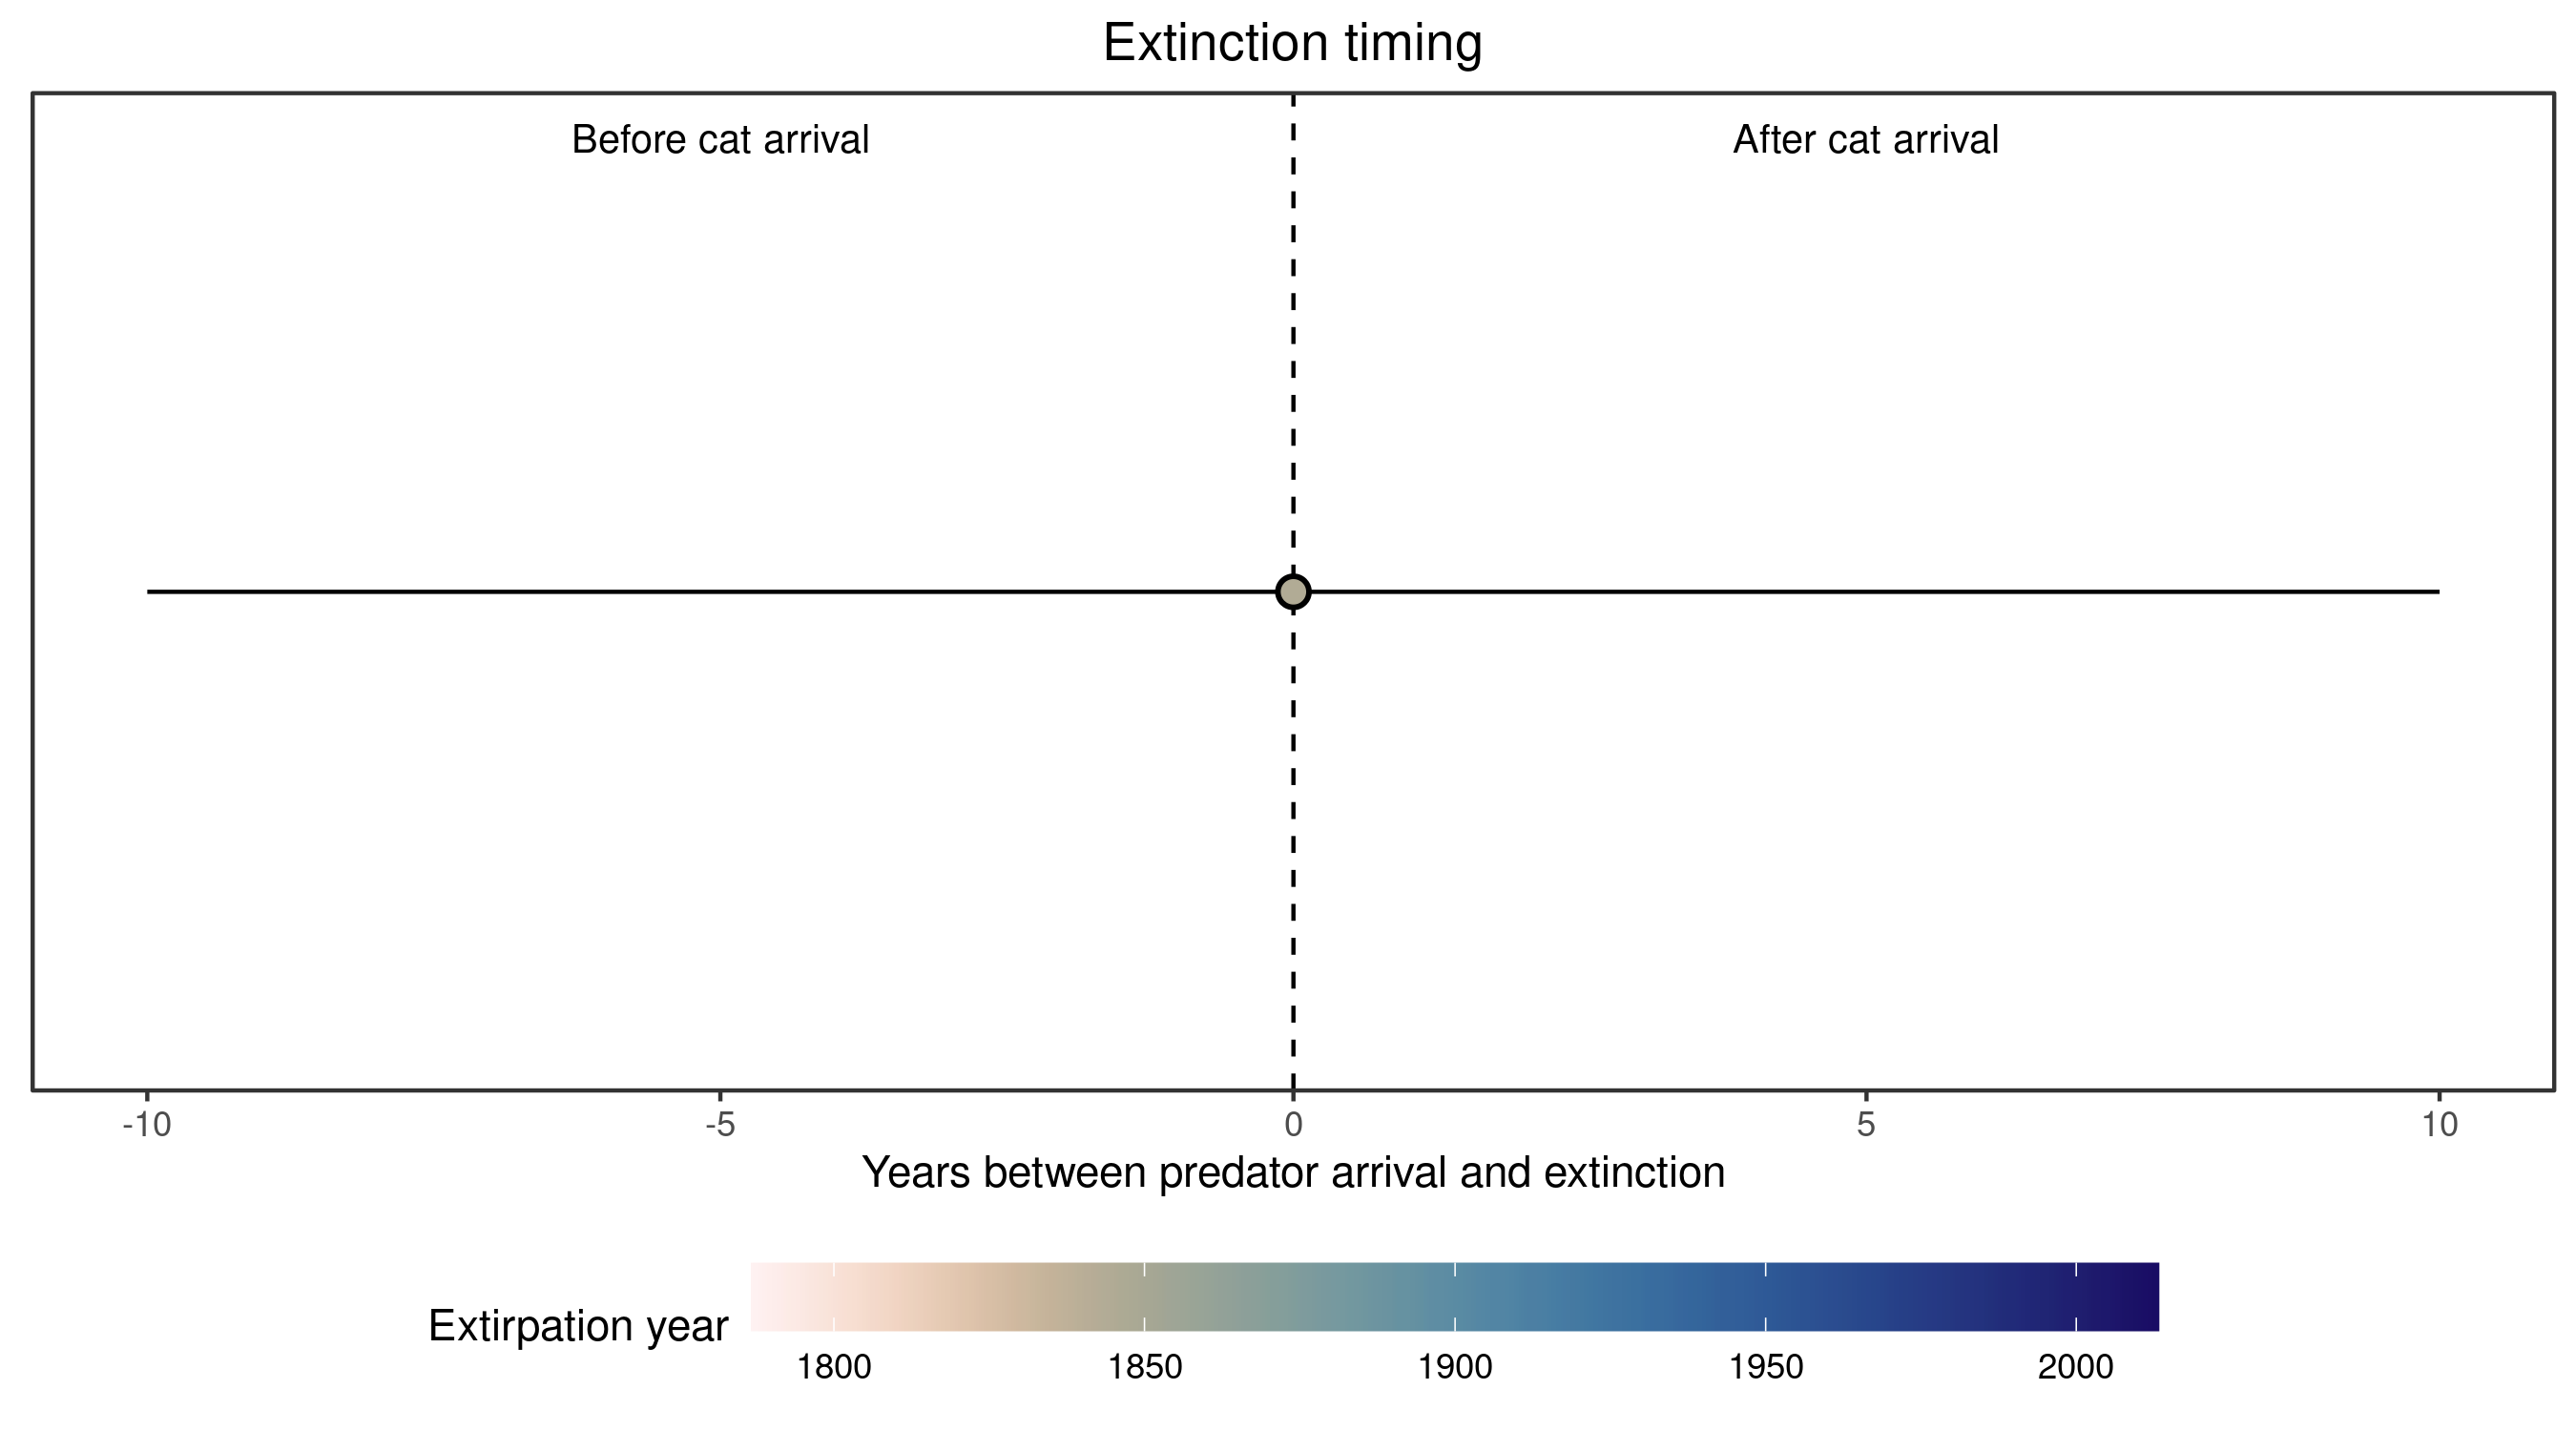 Extinction timing
Before cat arrival
After cat arrival
-10
-5
0
5
10
Years between predator arrival and extinction
Extirpation year
1800
1850
1900
1950
2000